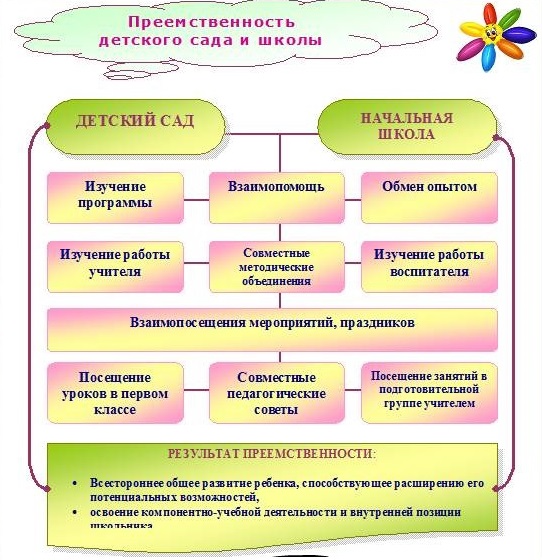 Преемственность
детского сада и школы
ДЕТСКИЙ САД
НАЧАЛЬНАЯ
ШКОЛА
Изучение
программы
Взаимопомощь
Обмен опытом
Изучение работы
учителя
Совместные
методические
объединения
Изучение работы
воспитателя
Взаимопосещения мероприятий, праздников
Посещение
уроков в первом
классе
Совместные
педагогические
советы
Посещение занятий в
подготовительной
группе учителем
РЕЗУЛЬТАТ ПРЕЕМСТВЕННОСТИ:
• Всестороннее общее развитие ребенка, способствующее расширению его
потенциальных возможностей,
• освоение компонентно-учебной деятельности и внутренней позиции
школьника